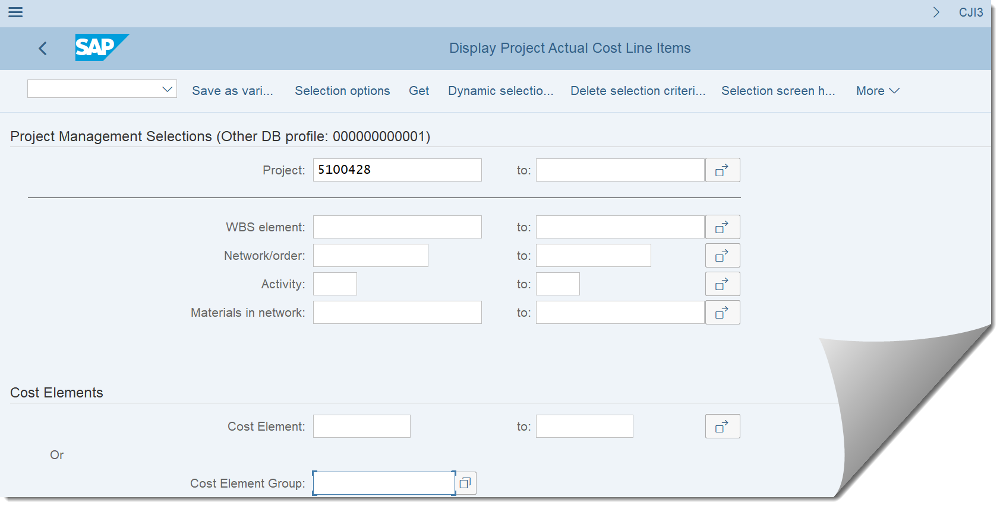 CJI3
SAP Display Project Actual Cost Line Items
Save as vari... Selection options Get Dynamic selectio... Delete selection criteri... Selection screen h... More
Project Management Selections (Other DB profile: 000000000001)
Project: 5100428 to:
WBS element: to:
Network/order: to:
Activity: to:
Materials in network: to:
Cost Elements
Cost Element: to:
Or
Cost Element Group: